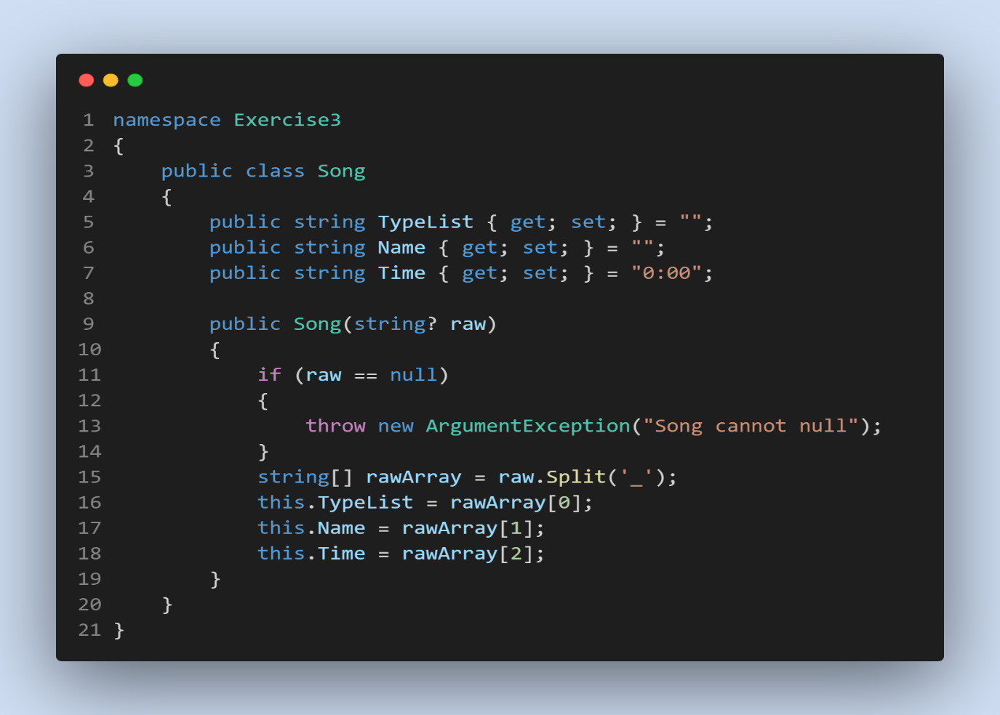 1 namespace Exercise3
2 {
3     public class Song
4     {
5         public string TypeList { get; set; } = "";
6         public string Name { get; set; } = "";
7         public string Time { get; set; } = "0:00";
8
9         public Song(string? raw)
10         {
11             if (raw == null)
12             {
13                 throw new ArgumentException("Song cannot null");
14             }
15             string[] rawArray = raw.Split('_');
16             this.TypeList = rawArray[0];
17             this.Name = rawArray[1];
18             this.Time = rawArray[2];
19         }
20     }
21 }